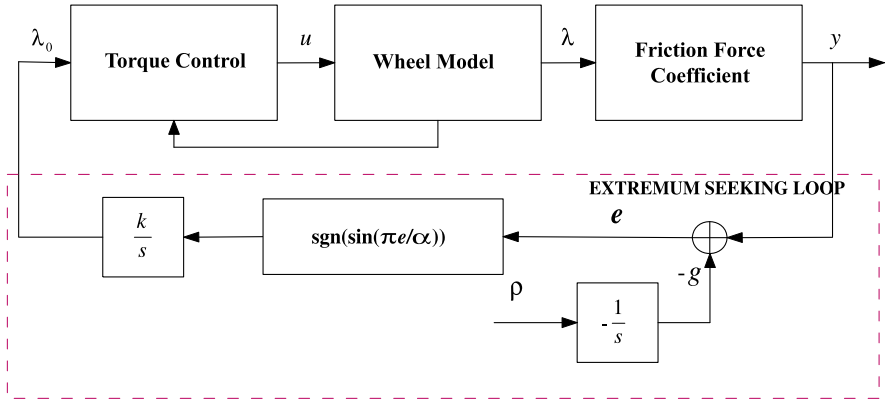 λ₀
Torque Control
u
Wheel Model
λ
Friction Force
Coefficient
y
EXTREMUM SEEKING LOOP
k
s
sgn(sin(πe/α))
e
-g
ρ
- 1
s